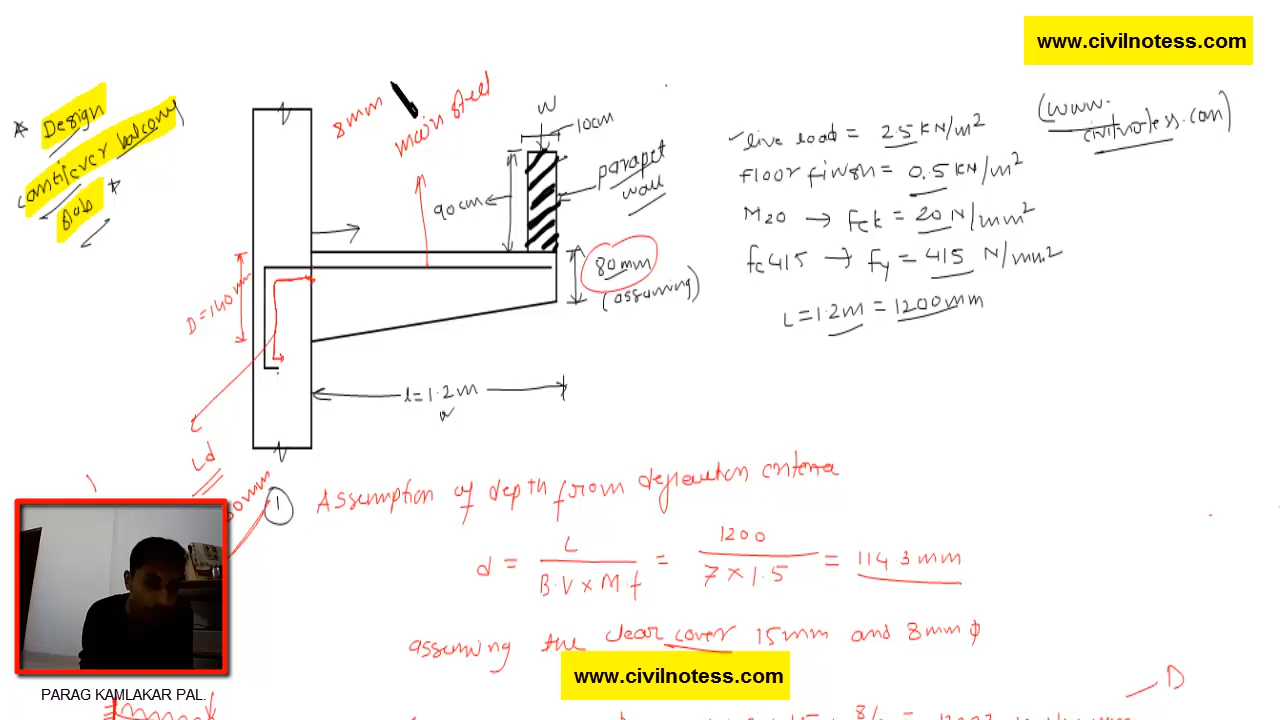 www.civilnotess.com
* Design
cantilever balcony
slab *
8mm main steel
W
10cm
90cm
parapet
wall
80mm
(assuming)
D=140mm
l=1.2m
Ld
live load = 2.5 KN/m²
floor finish = 0.5 KN/m²
M20 → Fck = 20 N/mm²
fc415 → Fy = 415 N/mm²
L = 1.2m = 1200mm
(www.
civilnotess.com)
① Assumption of depth from deflection criteria
d = L / B.V x M.f = 1200 / 7 x 1.5 = 114.3 mm
assuming the clear cover 15mm and 8mm ϕ
www.civilnotess.com
D
PARAG KAMLAKAR PAL.